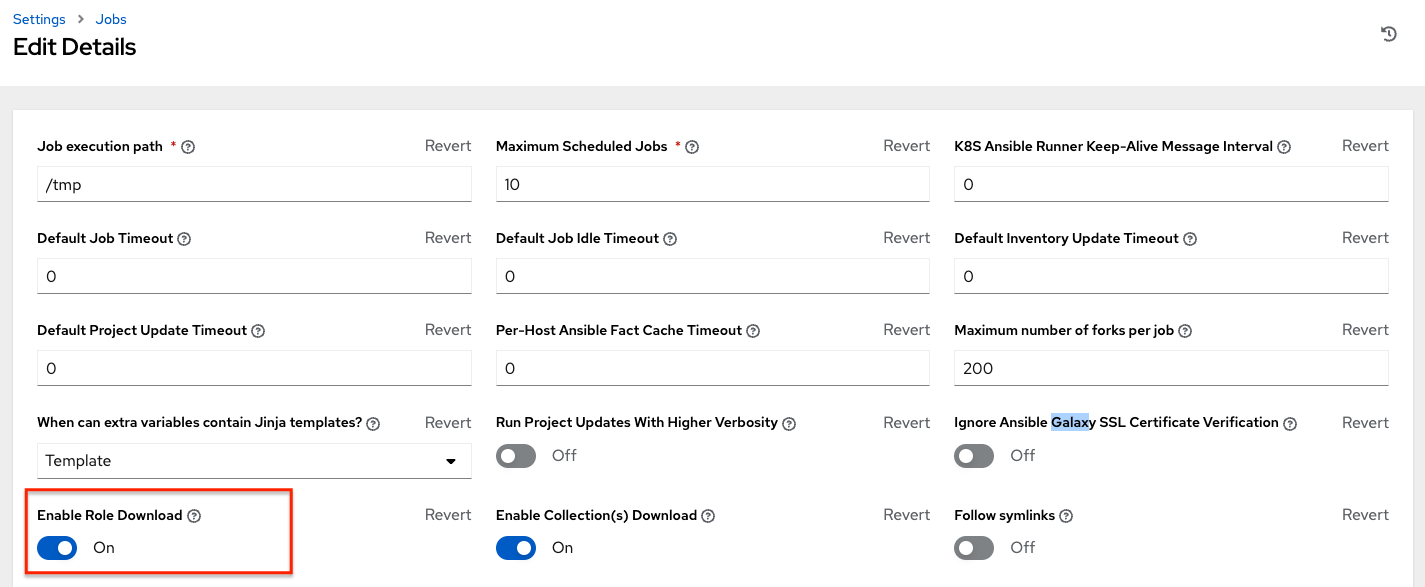 Settings > Jobs
Edit Details
Job execution path * Revert
/tmp
Maximum Scheduled Jobs * Revert
10
K8S Ansible Runner Keep-Alive Message Interval Revert
0
Default Job Timeout Revert
0
Default Job Idle Timeout Revert
0
Default Inventory Update Timeout Revert
0
Default Project Update Timeout Revert
0
Per-Host Ansible Fact Cache Timeout Revert
0
Maximum number of forks per job Revert
200
When can extra variables contain Jinja templates? Revert
Template
Run Project Updates With Higher Verbosity Revert
Off
Ignore Ansible Galaxy SSL Certificate Verification Revert
Off
Enable Role Download Revert
On
Enable Collection(s) Download Revert
On
Follow symlinks Revert
Off